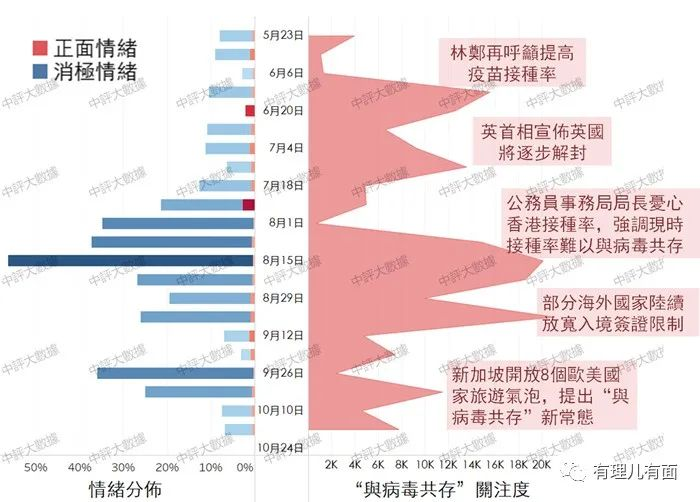 正面情緒
消極情緒
5月23日
6月6日
6月20日
7月4日
7月18日
8月1日
8月15日
8月29日
9月12日
9月26日
10月10日
10月24日
50%
40%
30%
20%
10%
0%
情緒分佈
林鄭再呼籲提高
疫苗接種率
英首相宣佈英國
將逐步解封
公務員事務局局長憂心
香港接種率，強調現時
接種率難以與病毒共存
部分海外國家陸續
放寬入境簽證限制
新加坡開放8個歐美國
家旅遊氣泡，提出“與
病毒共存”新常態
2K
4K
6K
8K
10K
12K
14K
16K
18K
20K
“與病毒共存”關注度
中評大數據
有理儿有面